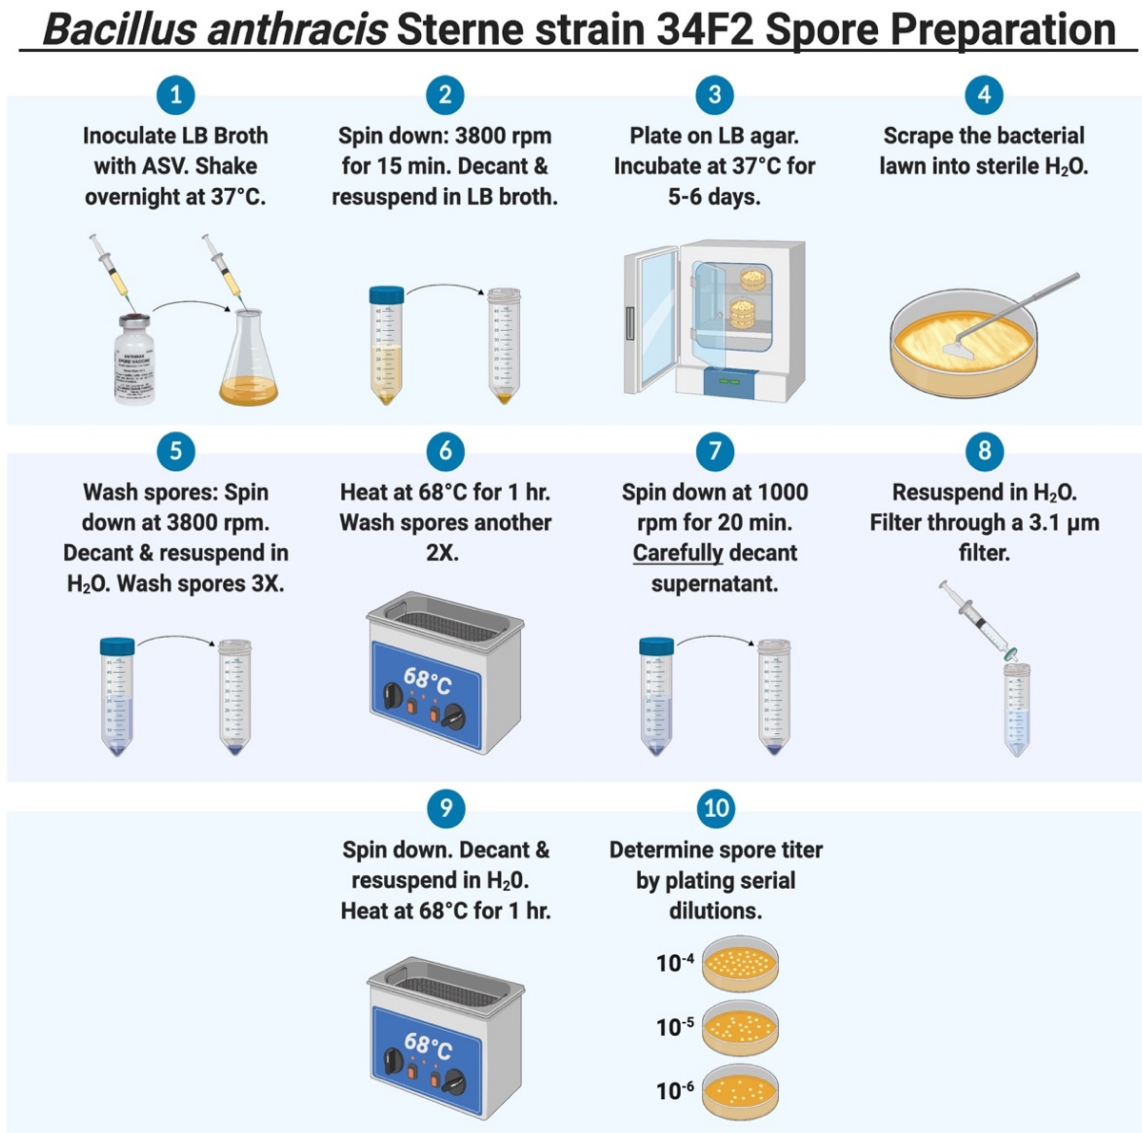 Bacillus anthracis Sterne strain 34F2 Spore Preparation
1
Inoculate LB Broth
with ASV. Shake
overnight at 37°C.
2
Spin down: 3800 rpm
for 15 min. Decant &
resuspend in LB broth.
3
Plate on LB agar.
Incubate at 37°C for
5-6 days.
4
Scrape the bacterial
lawn into sterile H₂O.
ANTHRAX
SPORE VACCINE
5
Wash spores: Spin
down at 3800 rpm.
Decant & resuspend in
H₂O. Wash spores 3X.
6
Heat at 68°C for 1 hr.
Wash spores another
2X.
68°C
7
Spin down at 1000
rpm for 20 min.
Carefully decant
supernatant.
8
Resuspend in H₂O.
Filter through a 3.1 µm
filter.
9
Spin down. Decant &
resuspend in H₂0.
Heat at 68°C for 1 hr.
68°C
10
Determine spore titer
by plating serial
dilutions.
10⁻⁴
10⁻⁵
10⁻⁶